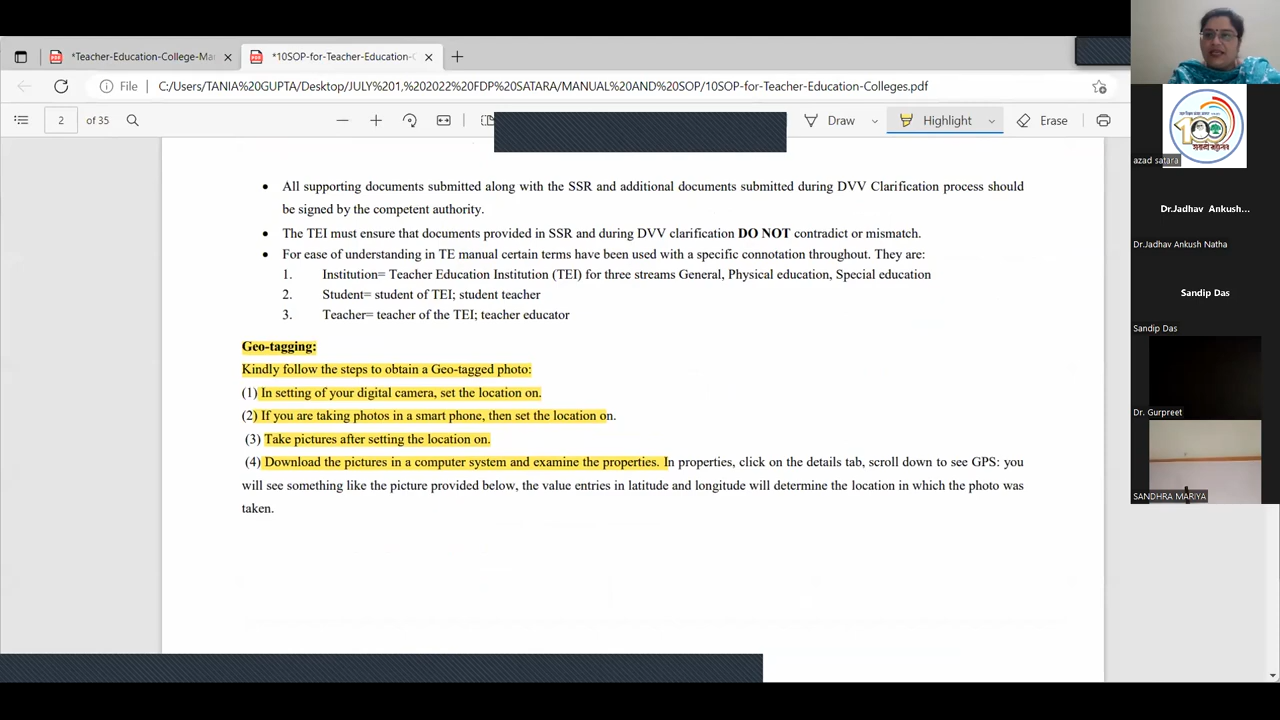 *Teacher-Education-College-Ma
*10SOP-for-Teacher-Education-C
File
C:/Users/TANIA%20GUPTA/Desktop/JULY%201,%202022%20FDP%20SATARA/MANUAL%20AND%20SOP/10SOP-for-Teacher-Education-Colleges.pdf
2 of 35
Draw
Highlight
Erase
• All supporting documents submitted along with the SSR and additional documents submitted during DVV Clarification process should
be signed by the competent authority.
• The TEI must ensure that documents provided in SSR and during DVV clarification DO NOT contradict or mismatch.
• For ease of understanding in TE manual certain terms have been used with a specific connotation throughout. They are:
1. Institution= Teacher Education Institution (TEI) for three streams General, Physical education, Special education
2. Student= student of TEI; student teacher
3. Teacher= teacher of the TEI; teacher educator
Geo-tagging:
Kindly follow the steps to obtain a Geo-tagged photo:
(1) In setting of your digital camera, set the location on.
(2) If you are taking photos in a smart phone, then set the location on.
(3) Take pictures after setting the location on.
(4) Download the pictures in a computer system and examine the properties. In properties, click on the details tab, scroll down to see GPS: you
will see something like the picture provided below, the value entries in latitude and longitude will determine the location in which the photo was
taken.
100
azad satara
Dr.Jadhav Ankush...
Dr.Jadhav Ankush Natha
Sandip Das
Sandip Das
Dr. Gurpreet
SANDHRA MARIYA